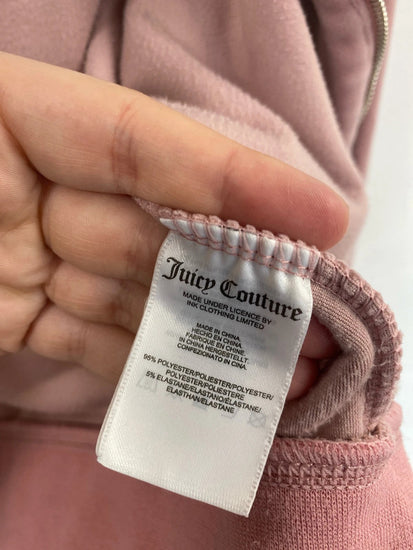 Juicy Couture
MADE UNDER LICENCE BY
INK CLOTHING LIMITED
MADE IN CHINA.
HECHO EN CHINA.
FABRIQUE EN CHINE.
IN CHINA HERGESTELLT.
CONFEZIONATO IN CINA.
95% POLYESTER/POLIESTER/POLYESTER/
POLYESTER/POLIESTERE
5% ELASTANE/ELASTANO/ÉLASTHANNE/
ELASTHAN/ELASTANE